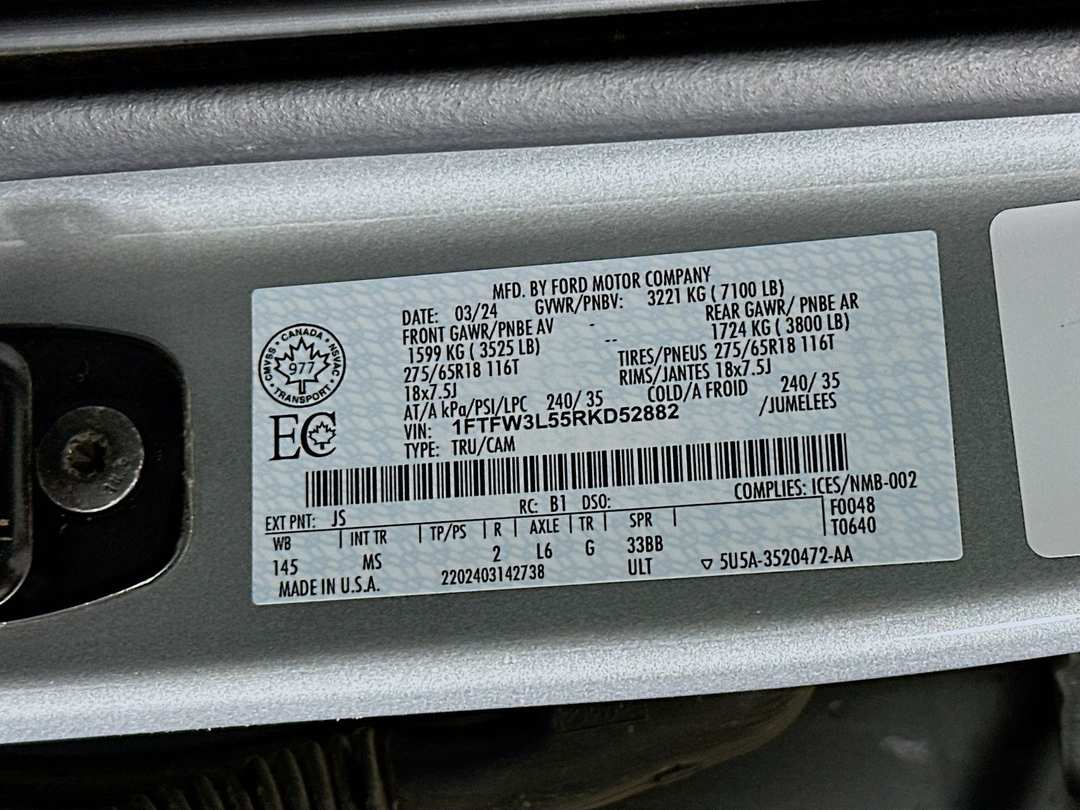 MFD. BY FORD MOTOR COMPANY
DATE: 03/24 GVWR/PNBV: 3221 KG ( 7100 LB)
FRONT GAWR/PNBE AV - REAR GAWR/ PNBE AR
1599 KG ( 3525 LB) -- 1724 KG ( 3800 LB)
275/65R18 116T TIRES/PNEUS 275/65R18 116T
18x7.5J RIMS/JANTES 18x7.5J
AT/A kPa/PSI/LPC 240/ 35 COLD/A FROID 240/ 35
VIN: 1FTFW3L55RKD52882 /JUMELEES
TYPE: TRU/CAM
CANADA
CMVSS NSVAC
977
TRANSPORT
EC
COMPLIES: ICES/NMB-002
EXT PNT: JS RC: B1 DSO: F0048
WB INT TR TP/PS R AXLE TR SPR T0640
145 MS 2 L6 G 33BB
MADE IN U.S.A. 2202403142738 ULT ▽ 5U5A-3520472-AA